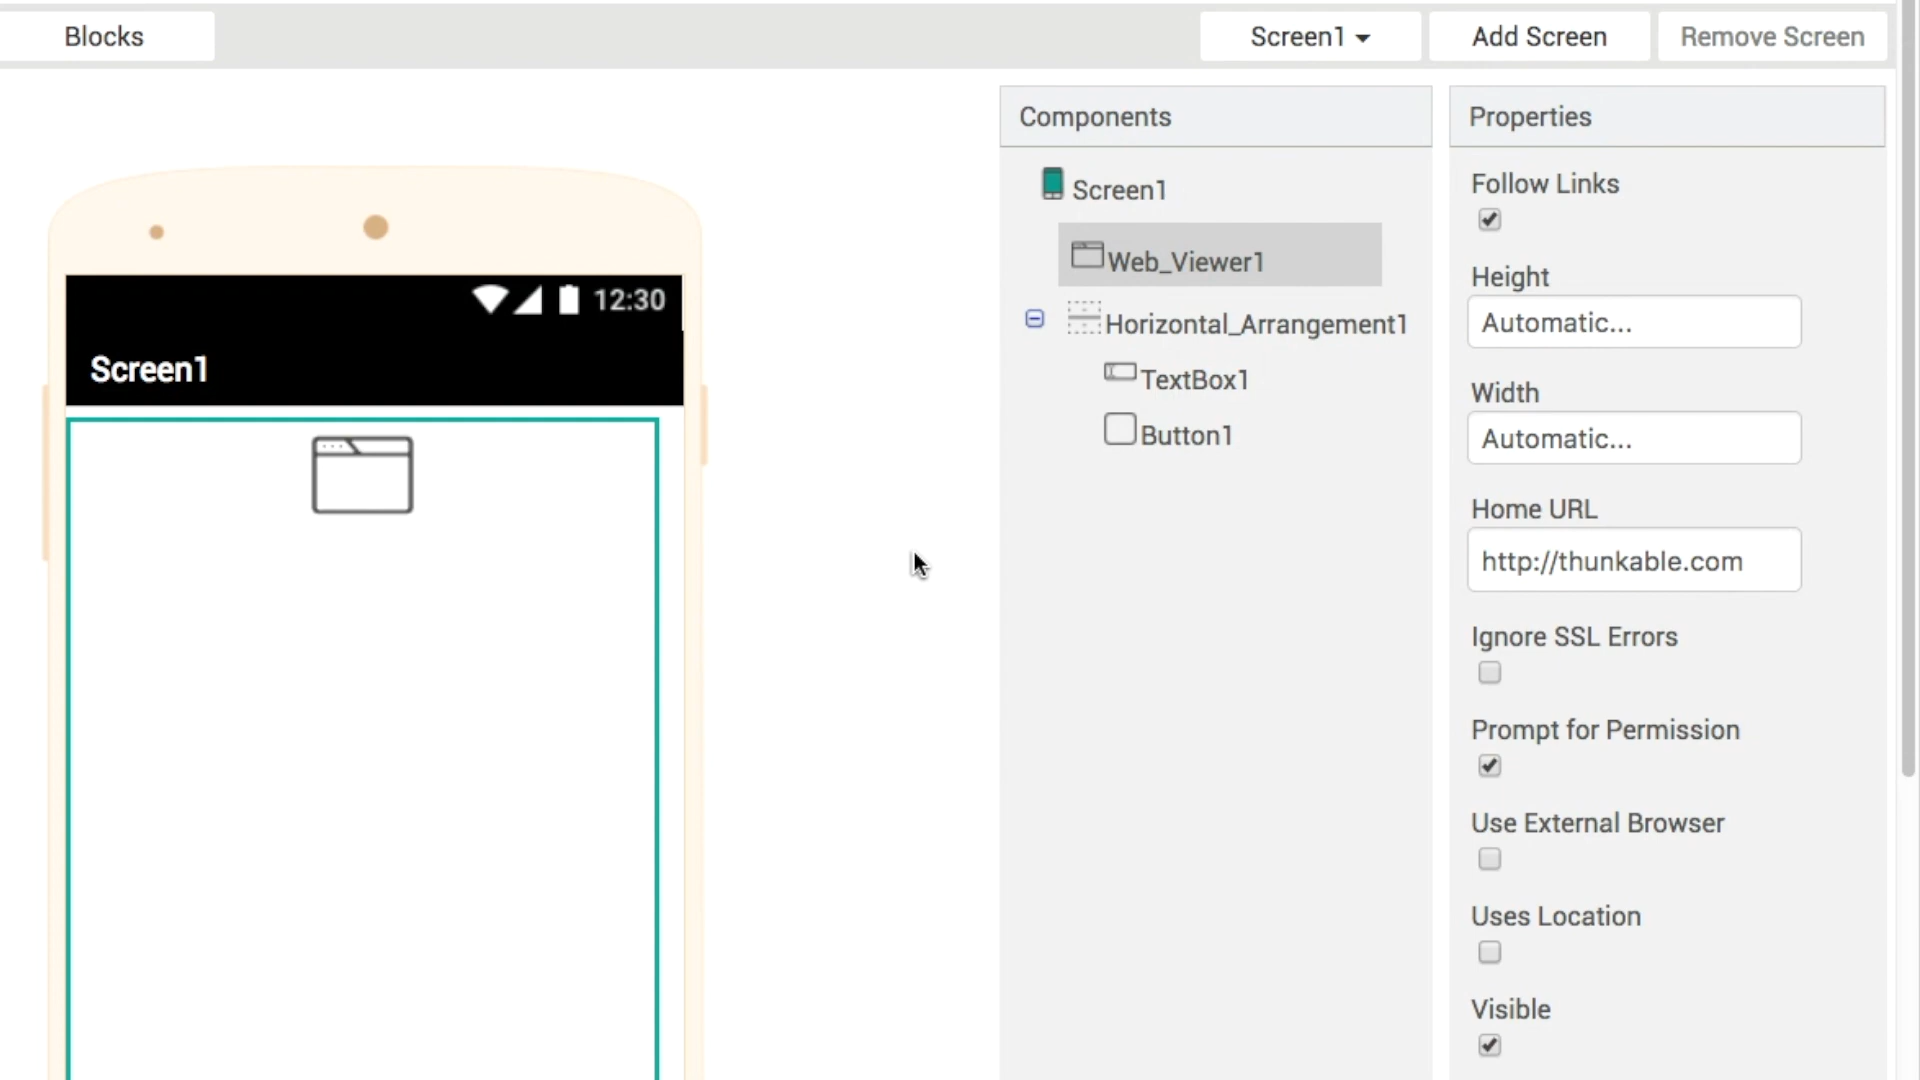 Blocks
Screen1
Add Screen
Remove Screen
Components
Properties
Screen1
Web_Viewer1
Horizontal_Arrangement1
TextBox1
Button1
12:30
Screen1
Follow Links
Height
Automatic...
Width
Automatic...
Home URL
http://thunkable.com
Ignore SSL Errors
Prompt for Permission
Use External Browser
Uses Location
Visible